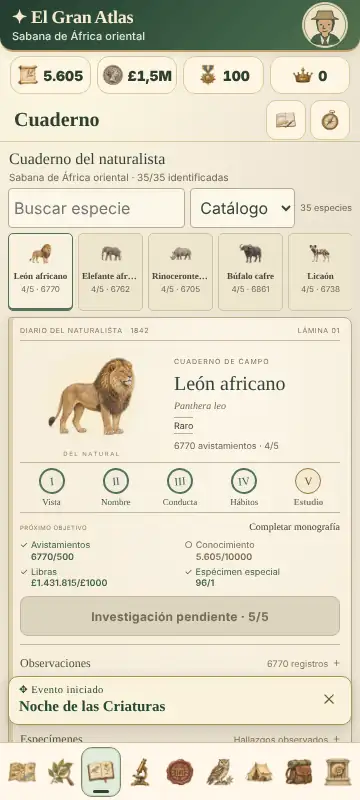 ✦ El Gran Atlas
Sabana de África oriental
5.605
£1,5M
100
0
Cuaderno
Cuaderno del naturalista
Sabana de África oriental · 35/35 identificadas
Buscar especie
Catálogo
35 especies
León africano
4/5 · 6770
Elefante afr...
4/5 · 6762
Rinoceronte...
4/5 · 6705
Búfalo cafre
4/5 · 6861
Licaón
4/5 · 6738
DIARIO DEL NATURALISTA · 1842
LÁMINA 01
CUADERNO DE CAMPO
León africano
Panthera leo
Raro
6770 avistamientos · 4/5
DEL NATURAL
I
Vista
II
Nombre
III
Conducta
IV
Hábitos
V
Estudio
PRÓXIMO OBJETIVO
Completar monografía
✓ Avistamientos
6770/500
○ Conocimiento
5.605/10000
✓ Libras
£1.431.815/£1000
✓ Espécimen especial
96/1
Investigación pendiente · 5/5
Observaciones
6770 registros +
✥ Evento iniciado
Noche de las Criaturas
×
Especímenes
Hallazgos observados +